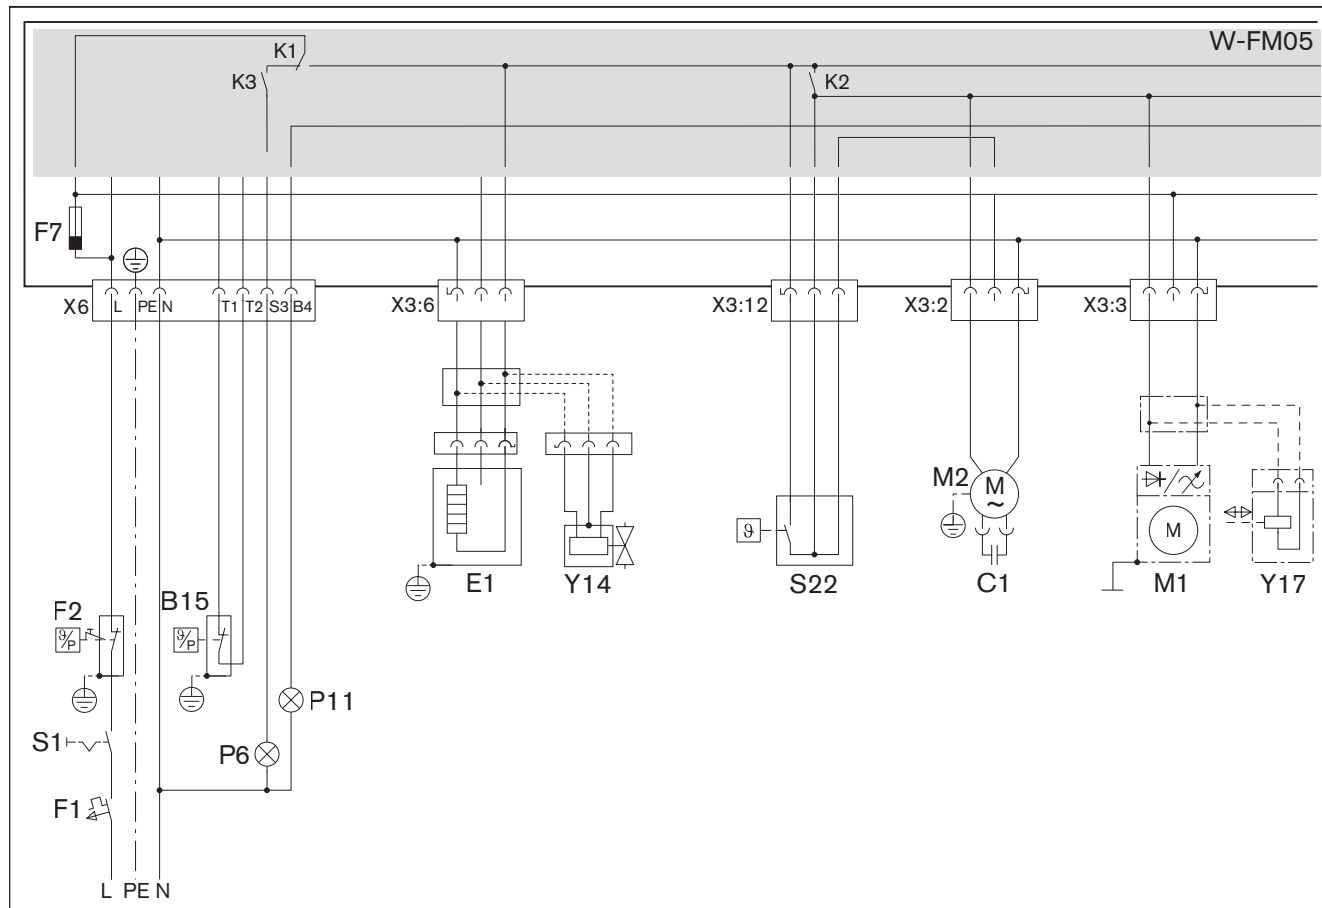 W-FM05
K1
K3
K2
F7
X6
L
PE
N
T1
T2
S3
B4
X3:6
X3:12
X3:2
X3:3
M2
M
~
ϑ
M
E1
Y14
S22
C1
M1
Y17
F2
ϑ/P
B15
ϑ/P
P11
S1
P6
F1
L PE N